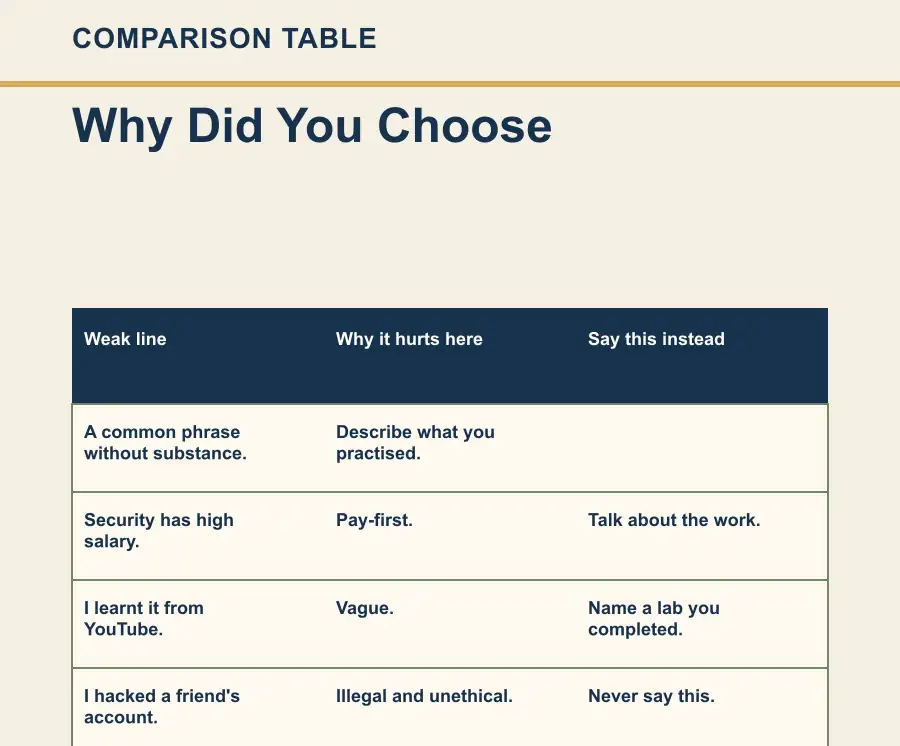 COMPARISON TABLE
Why Did You Choose
Weak line
Why it hurts here
Say this instead
A common phrase
without substance.
Describe what you
practised.
Security has high
salary.
Pay-first.
Talk about the work.
I learnt it from
YouTube.
Vague.
Name a lab you
completed.
I hacked a friend's
account.
Illegal and unethical.
Never say this.